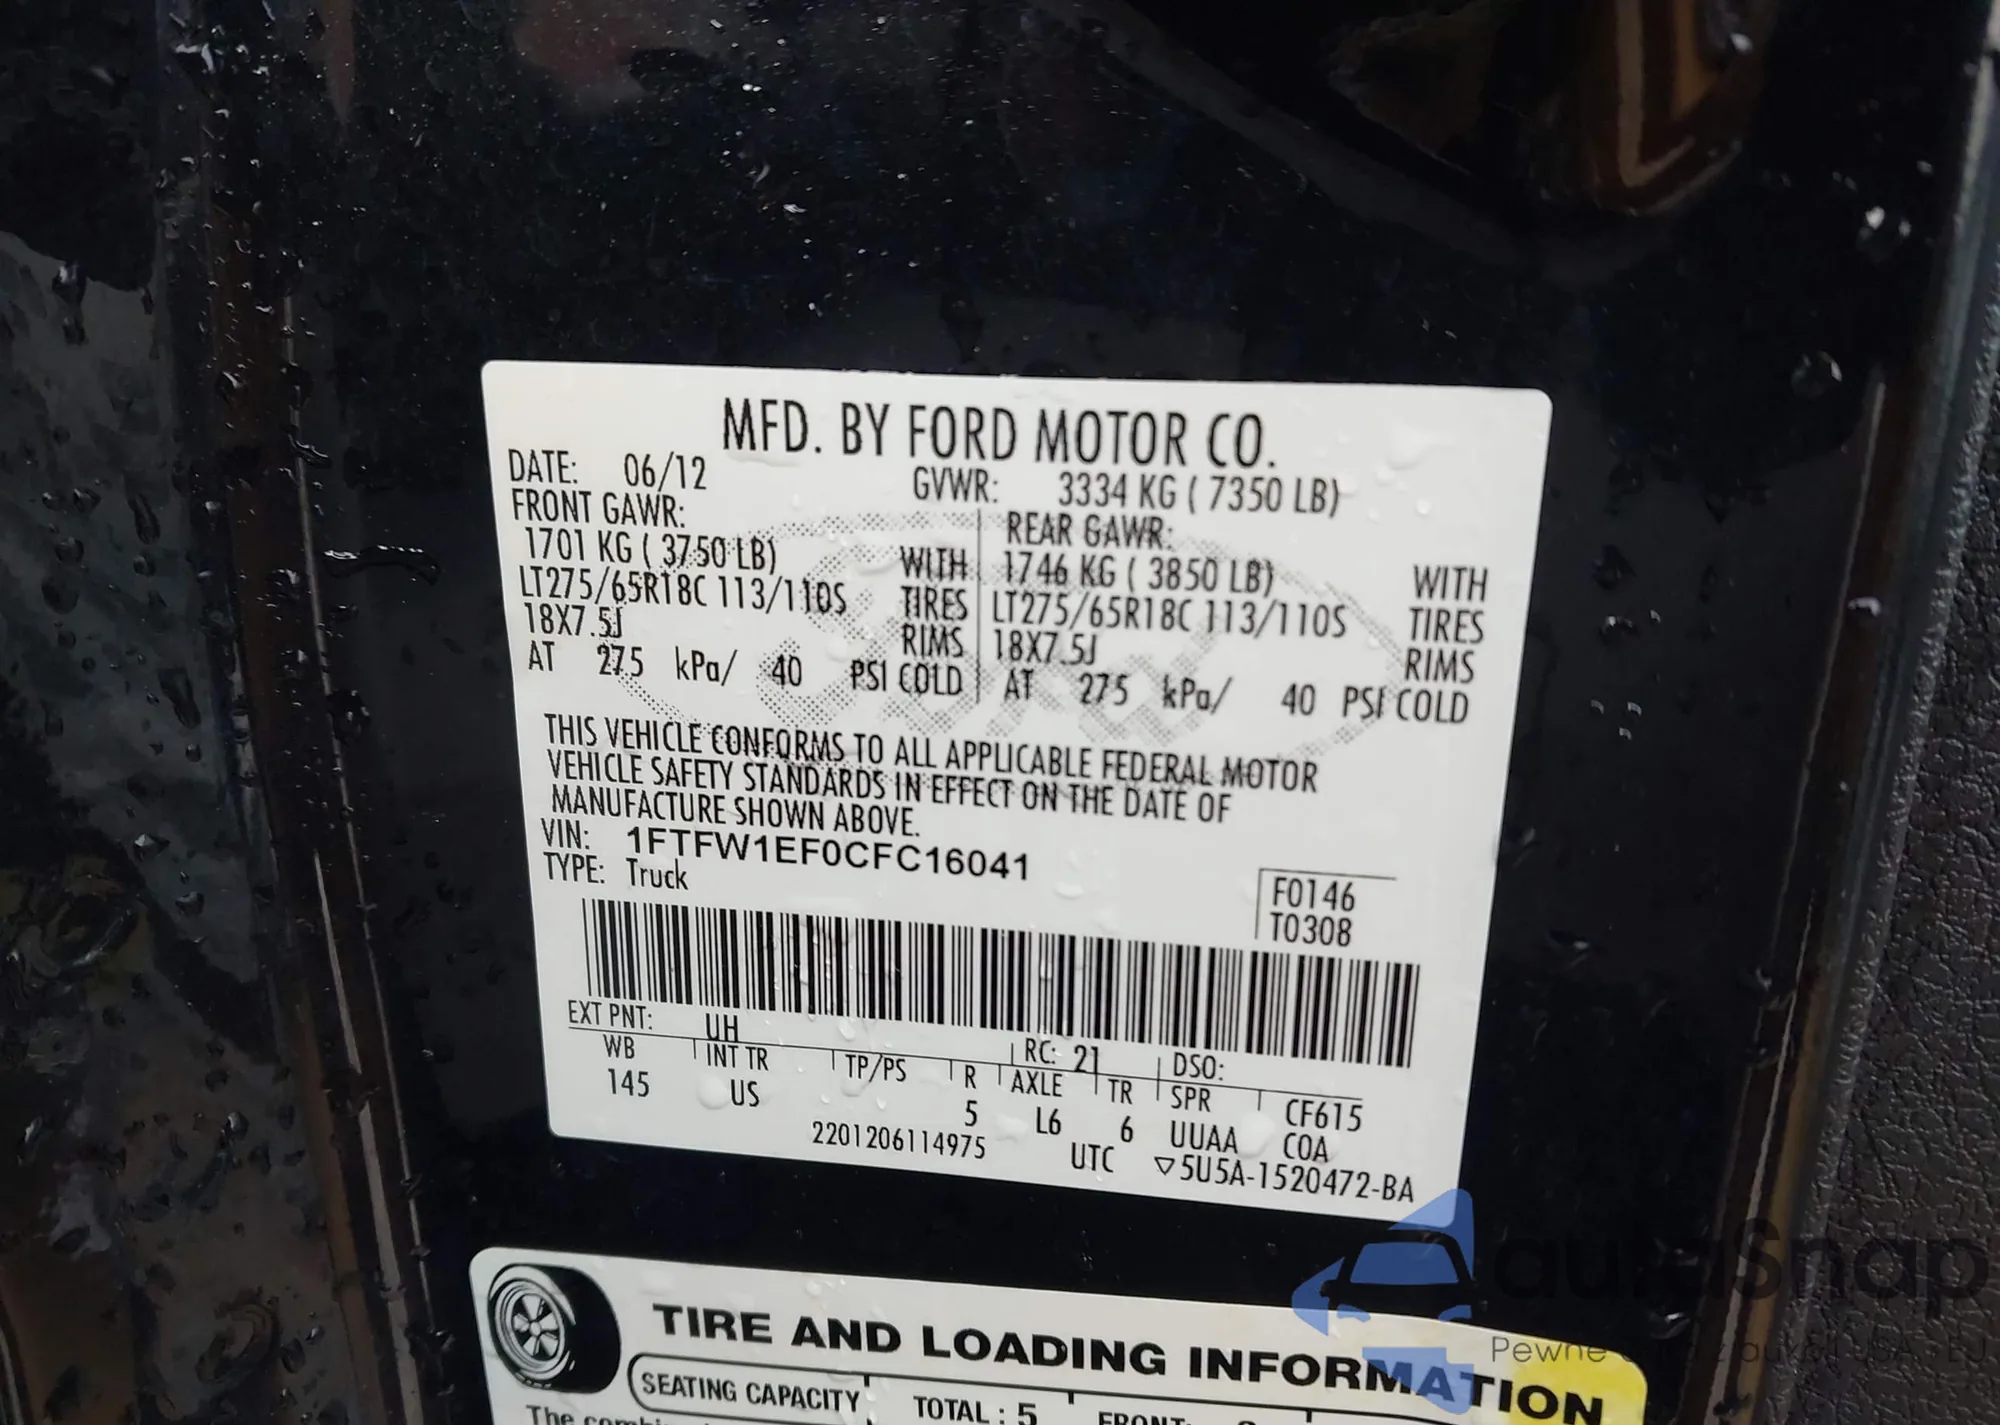 MFD. BY FORD MOTOR CO.
DATE: 06/12 GVWR: 3334 KG ( 7350 LB)
FRONT GAWR: REAR GAWR:
1701 KG ( 3750 LB) WITH 1746 KG ( 3850 LB) WITH
LT275/65R18C 113/110S TIRES LT275/65R18C 113/110S TIRES
18X7.5J RIMS 18X7.5J RIMS
AT 275 kPa/ 40 PSI COLD AT 275 kPa/ 40 PSI COLD
THIS VEHICLE CONFORMS TO ALL APPLICABLE FEDERAL MOTOR
VEHICLE SAFETY STANDARDS IN EFFECT ON THE DATE OF
MANUFACTURE SHOWN ABOVE.
VIN: 1FTFW1EF0CFC16041
TYPE: Truck
F0146
T0308
EXT PNT: UH RC: 21 DSO:
WB INT TR TP/PS R AXLE TR SPR CF615
145 US 5 L6 6 UUAA COA
2201206114975 UTC ▽5U5A-1520472-BA
TIRE AND LOADING INFORMATION
SEATING CAPACITY TOTAL : 5 FRONT:
The
autaSnap
Pewne USA